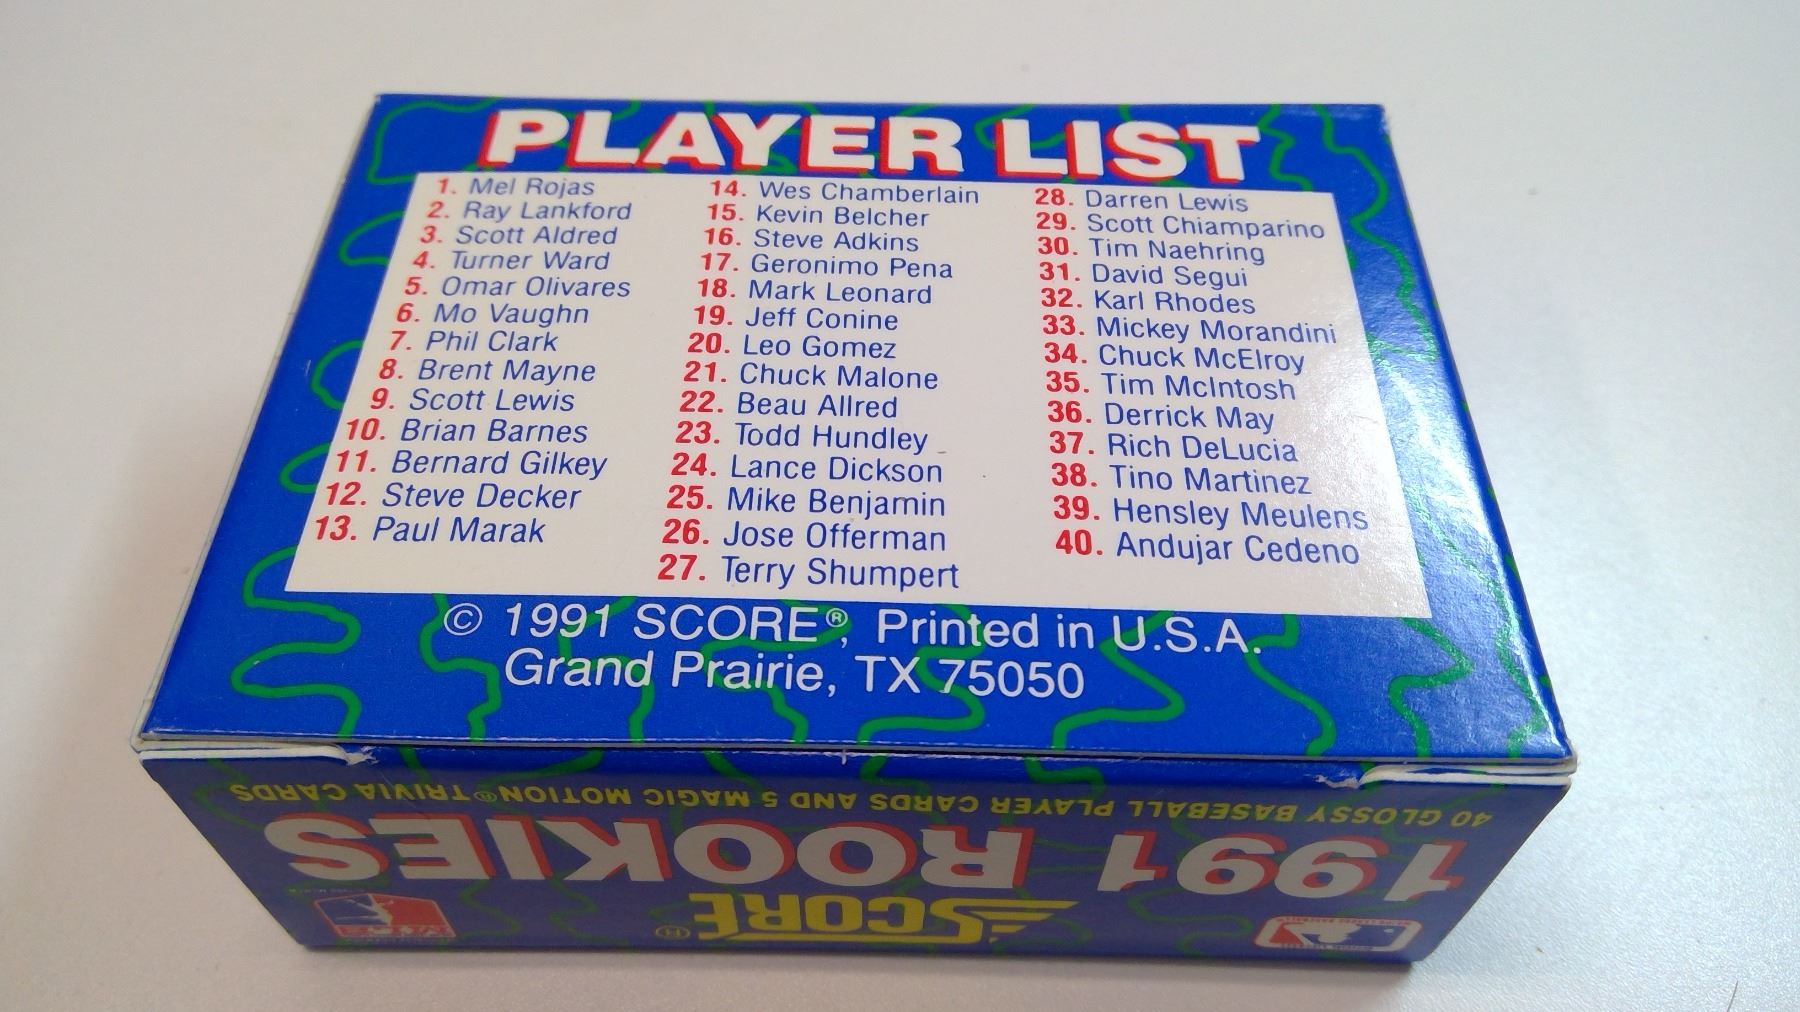 PLAYER LIST
1. Mel Rojas
2. Ray Lankford
3. Scott Aldred
4. Turner Ward
5. Omar Olivares
6. Mo Vaughn
7. Phil Clark
8. Brent Mayne
9. Scott Lewis
10. Brian Barnes
11. Bernard Gilkey
12. Steve Decker
13. Paul Marak
14. Wes Chamberlain
15. Kevin Belcher
16. Steve Adkins
17. Geronimo Pena
18. Mark Leonard
19. Jeff Conine
20. Leo Gomez
21. Chuck Malone
22. Beau Allred
23. Todd Hundley
24. Lance Dickson
25. Mike Benjamin
26. Jose Offerman
27. Terry Shumpert
28. Darren Lewis
29. Scott Chiamparino
30. Tim Naehring
31. David Segui
32. Karl Rhodes
33. Mickey Morandini
34. Chuck McElroy
35. Tim McIntosh
36. Derrick May
37. Rich DeLucia
38. Tino Martinez
39. Hensley Meulens
40. Andujar Cedeno
© 1991 SCORE®, Printed in U.S.A.
Grand Prairie, TX 75050
SCORE®
1991 ROOKIES
40 GLOSSY BASEBALL PLAYER CARDS AND 5 MAGIC MOTION® TRIVIA CARDS